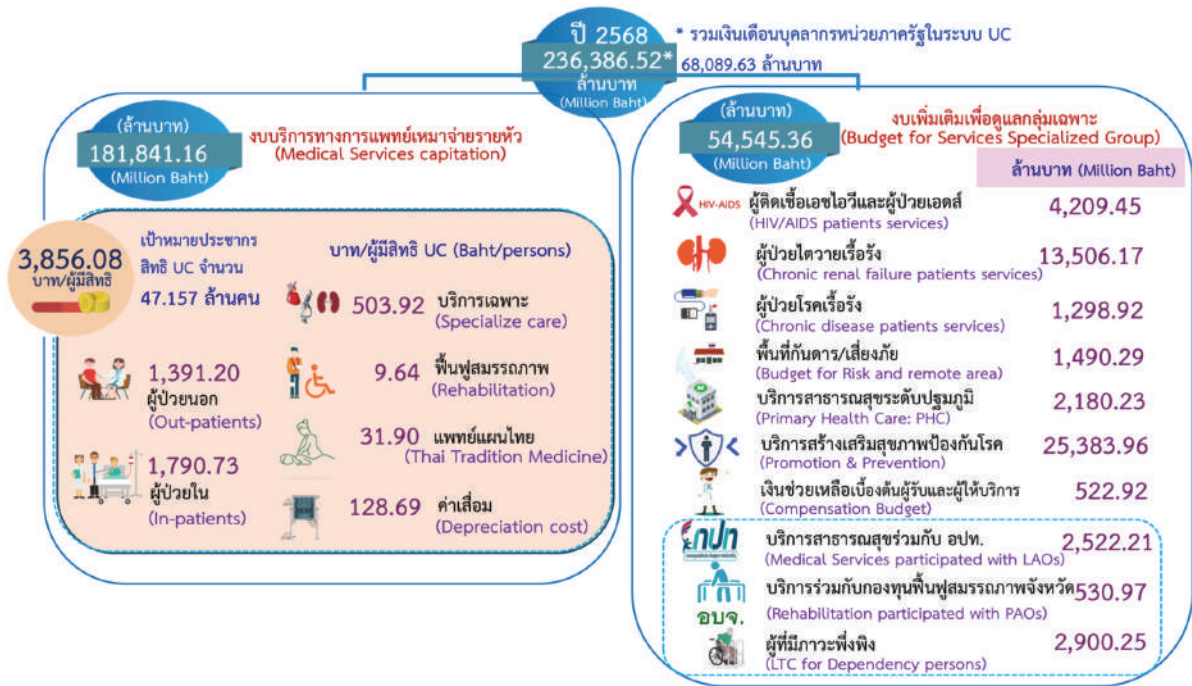 ปี 2568
236,386.52*
ล้านบาท
(Million Baht)
* รวมเงินเดือนบุคลากรหน่วยภาครัฐในระบบ UC
68,089.63 ล้านบาท
(ล้านบาท)
181,841.16
(Million Baht)
งบบริการทางการแพทย์เหมาจ่ายรายหัว
(Medical Services capitation)
3,856.08
บาท/ผู้มีสิทธิ
เป้าหมายประชากร
สิทธิ UC จำนวน
47.157 ล้านคน
บาท/ผู้มีสิทธิ UC (Baht/persons)
1,391.20
ผู้ป่วยนอก
(Out-patients)
1,790.73
ผู้ป่วยใน
(In-patients)
503.92 บริการเฉพาะ
(Specialize care)
9.64 ฟื้นฟูสมรรถภาพ
(Rehabilitation)
31.90 แพทย์แผนไทย
(Thai Tradition Medicine)
128.69 ค่าเสื่อม
(Depreciation cost)
(ล้านบาท)
54,545.36
(Million Baht)
งบเพิ่มเติมเพื่อดูแลกลุ่มเฉพาะ
(Budget for Services Specialized Group)
ล้านบาท (Million Baht)
HIV-AIDS ผู้ติดเชื้อเอชไอวีและผู้ป่วยเอดส์ 4,209.45
(HIV/AIDS patients services)
ผู้ป่วยไตวายเรื้อรัง 13,506.17
(Chronic renal failure patients services)
ผู้ป่วยโรคเรื้อรัง 1,298.92
(Chronic disease patients services)
พื้นที่กันดาร/เสี่ยงภัย 1,490.29
(Budget for Risk and remote area)
บริการสาธารณสุขระดับปฐมภูมิ 2,180.23
(Primary Health Care: PHC)
บริการสร้างเสริมสุขภาพป้องกันโรค 25,383.96
(Promotion & Prevention)
เงินช่วยเหลือเบื้องต้นผู้รับและผู้ให้บริการ 522.92
(Compensation Budget)
กปท บริการสาธารณสุขร่วมกับ อปท. 2,522.21
(Medical Services participated with LAOs)
บริการร่วมกับกองทุนฟื้นฟูสมรรถภาพจังหวัด 530.97
อบจ. (Rehabilitation participated with PAOs)
ผู้ที่มีภาวะพึ่งพิง 2,900.25
(LTC for Dependency persons)